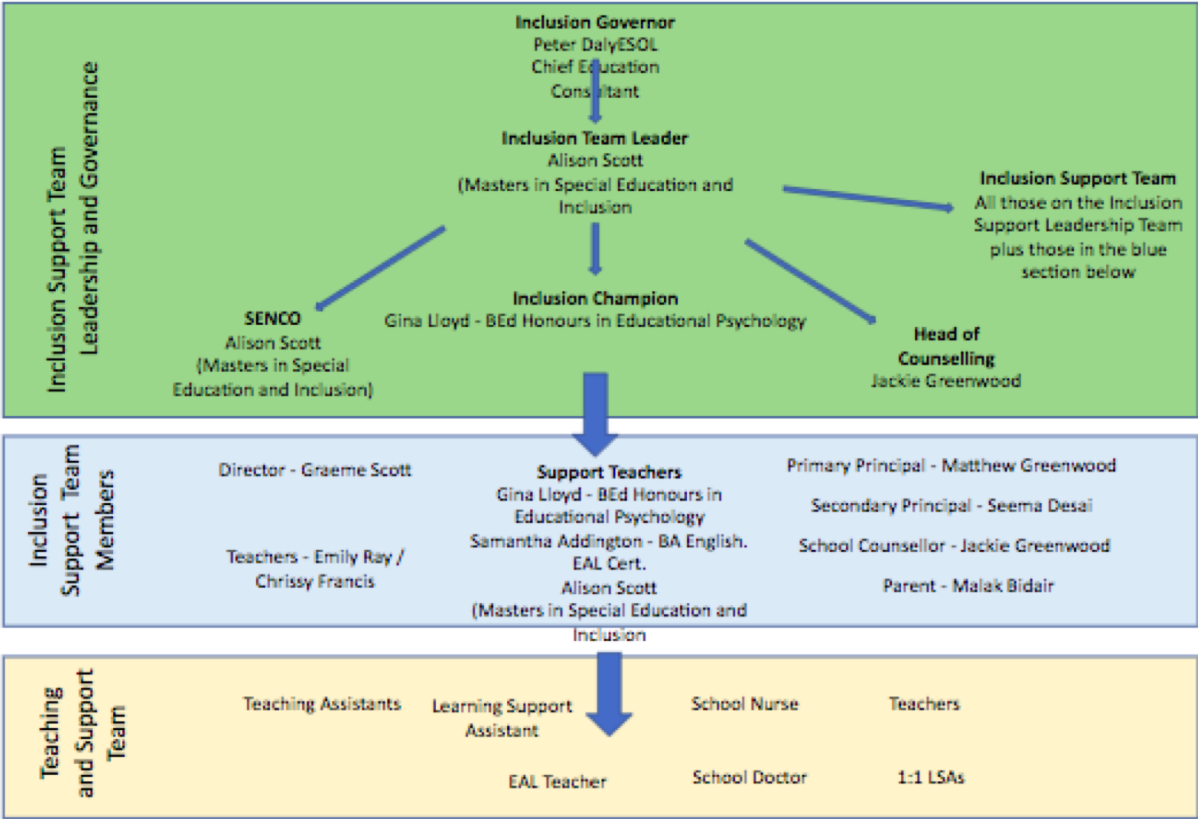 Inclusion Support Team
Leadership and Governance
Inclusion Governor
Peter DalyESOL
Chief Education
Consultant
Inclusion Team Leader
Alison Scott
(Masters in Special Education and
Inclusion
Inclusion Support Team
All those on the Inclusion
Support Leadership Team
plus those in the blue
section below
SENCO
Alison Scott
(Masters in Special
Education and Inclusion)
Inclusion Champion
Gina Lloyd - BEd Honours in Educational Psychology
Head of
Counselling
Jackie Greenwood
Inclusion
Support Team
Members
Director - Graeme Scott
Teachers - Emily Ray /
Chrissy Francis
Support Teachers
Gina Lloyd - BEd Honours in
Educational Psychology
Samantha Addington - BA English.
EAL Cert.
Alison Scott
(Masters in Special Education and
Inclusion
Primary Principal - Matthew Greenwood
Secondary Principal - Seema Desai
School Counsellor - Jackie Greenwood
Parent - Malak Bidair
Teaching
and Support
Team
Teaching Assistants
Learning Support
Assistant
School Nurse
Teachers
EAL Teacher
School Doctor
1:1 LSAs